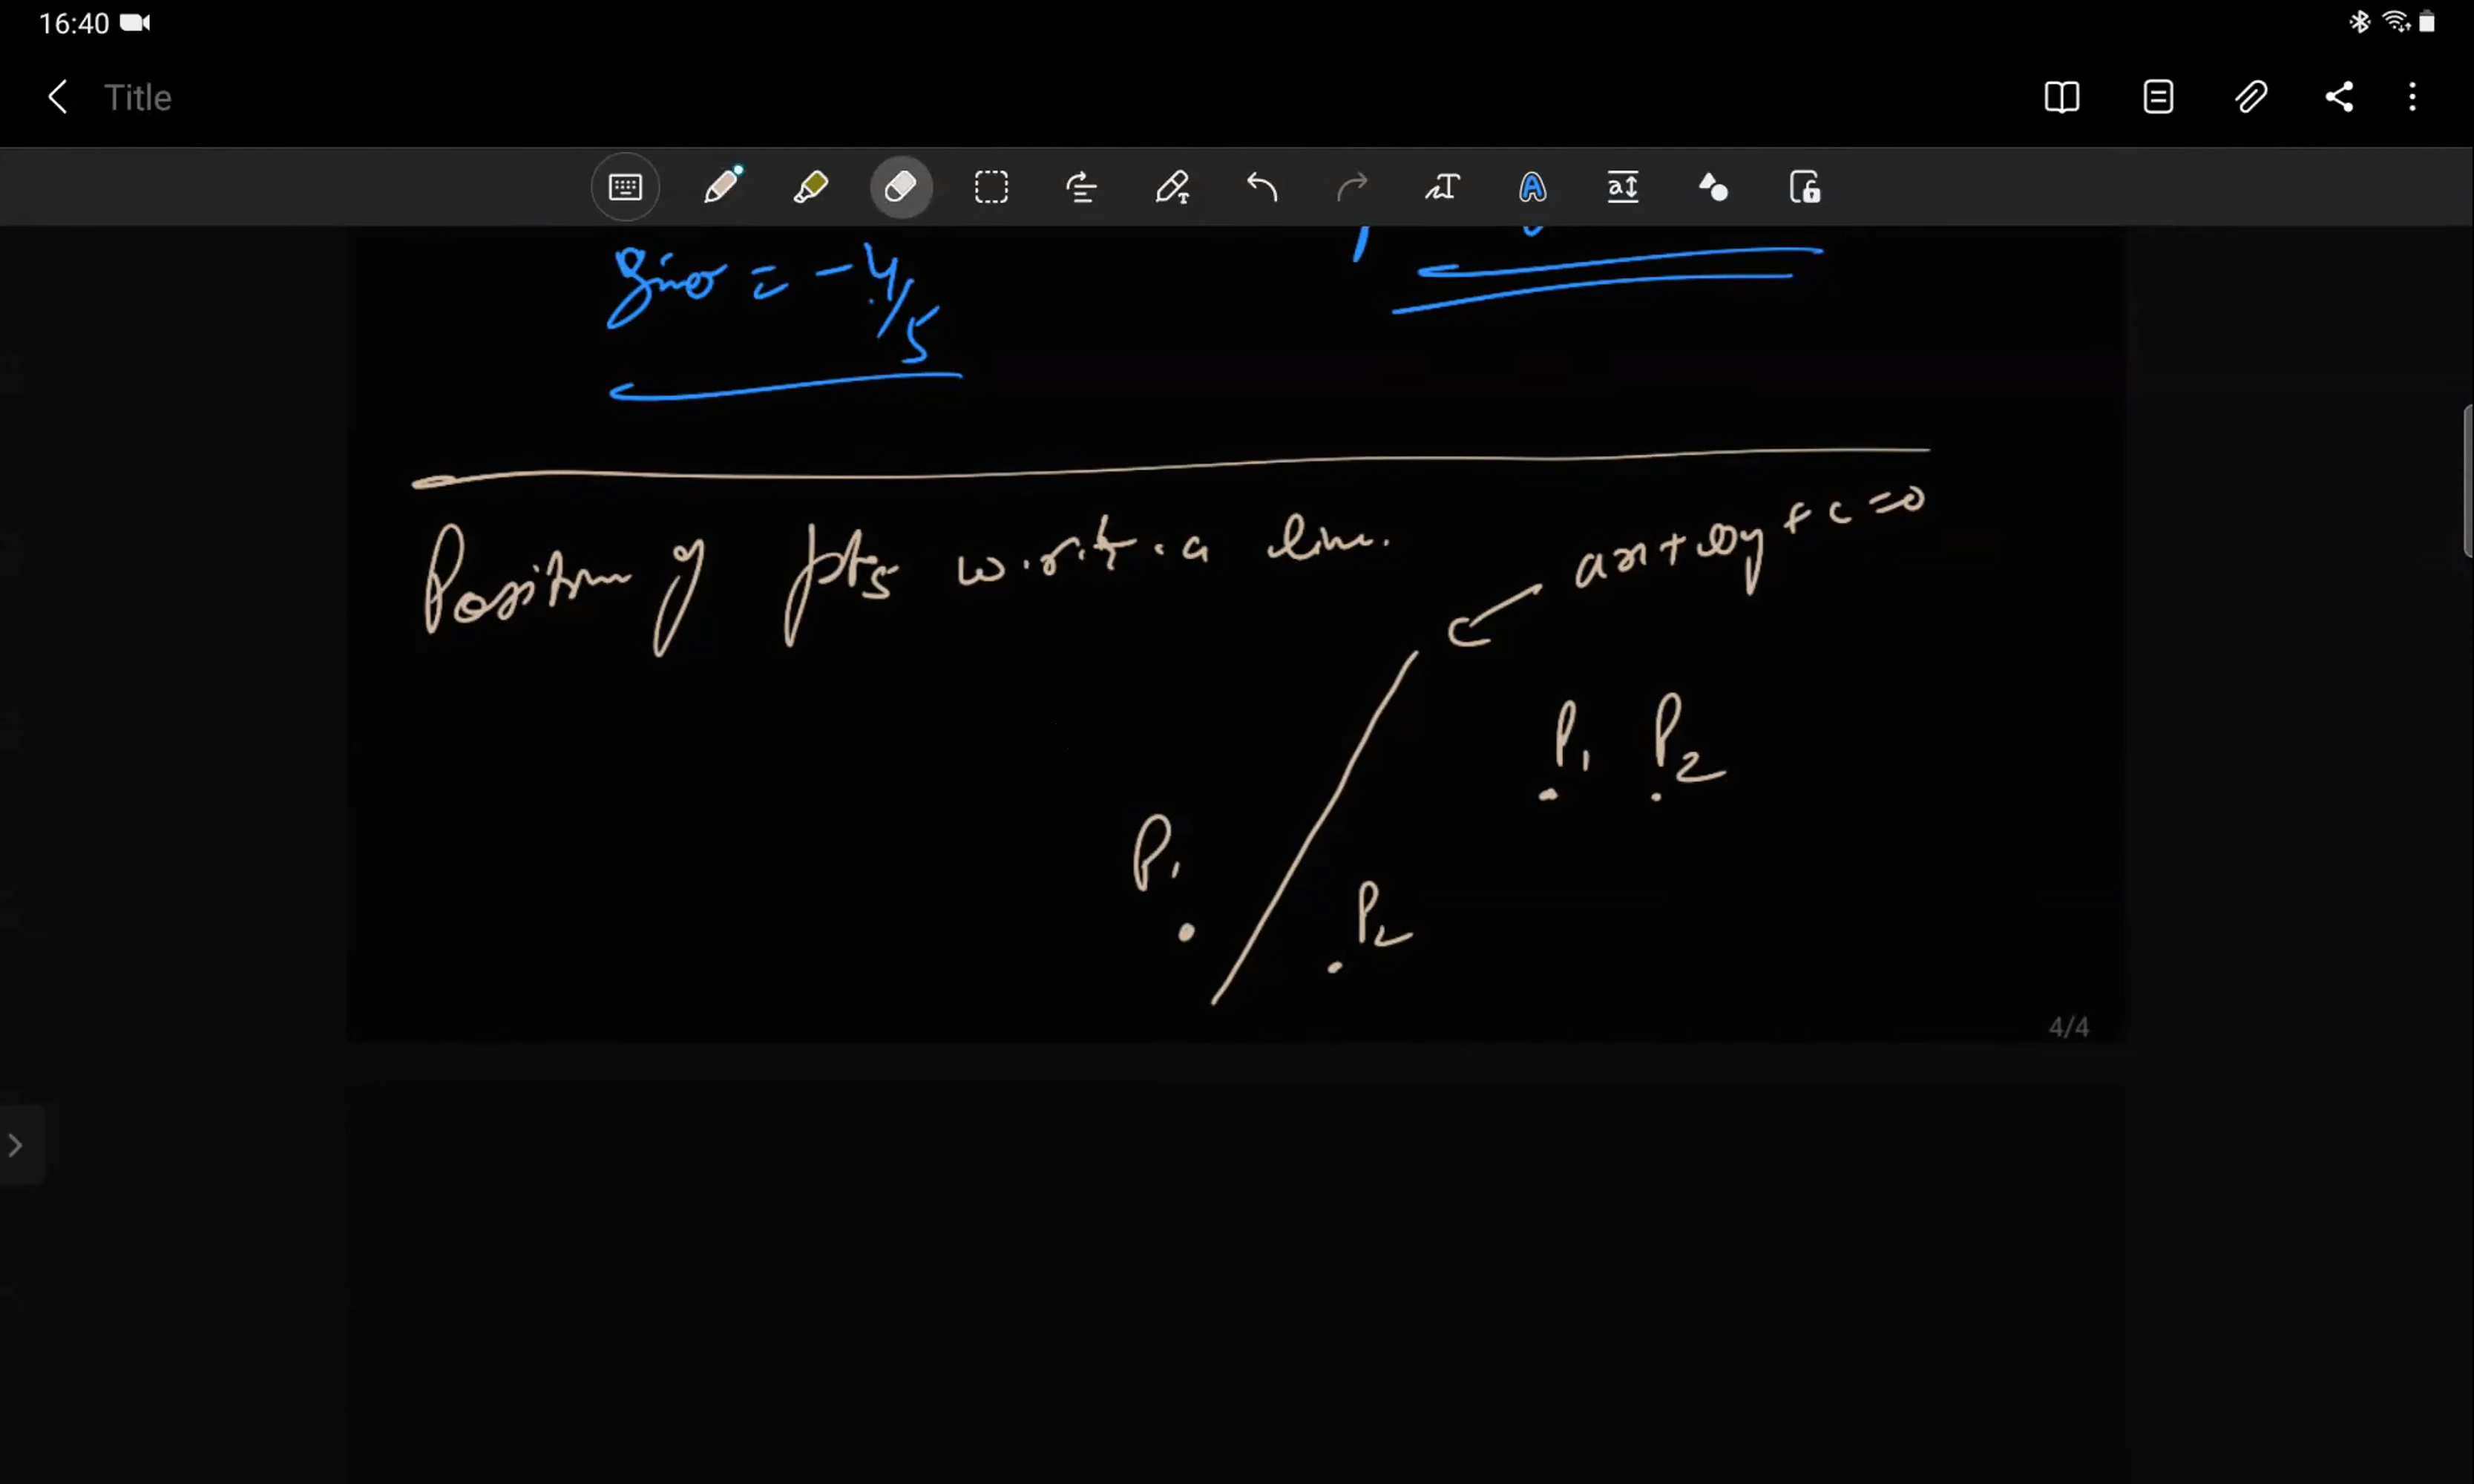 16:40
Title
sinθ = -4/5
Position of pts w.r.t. a line.
ax + by + c = 0
P1 P2
P1
P2
4/4